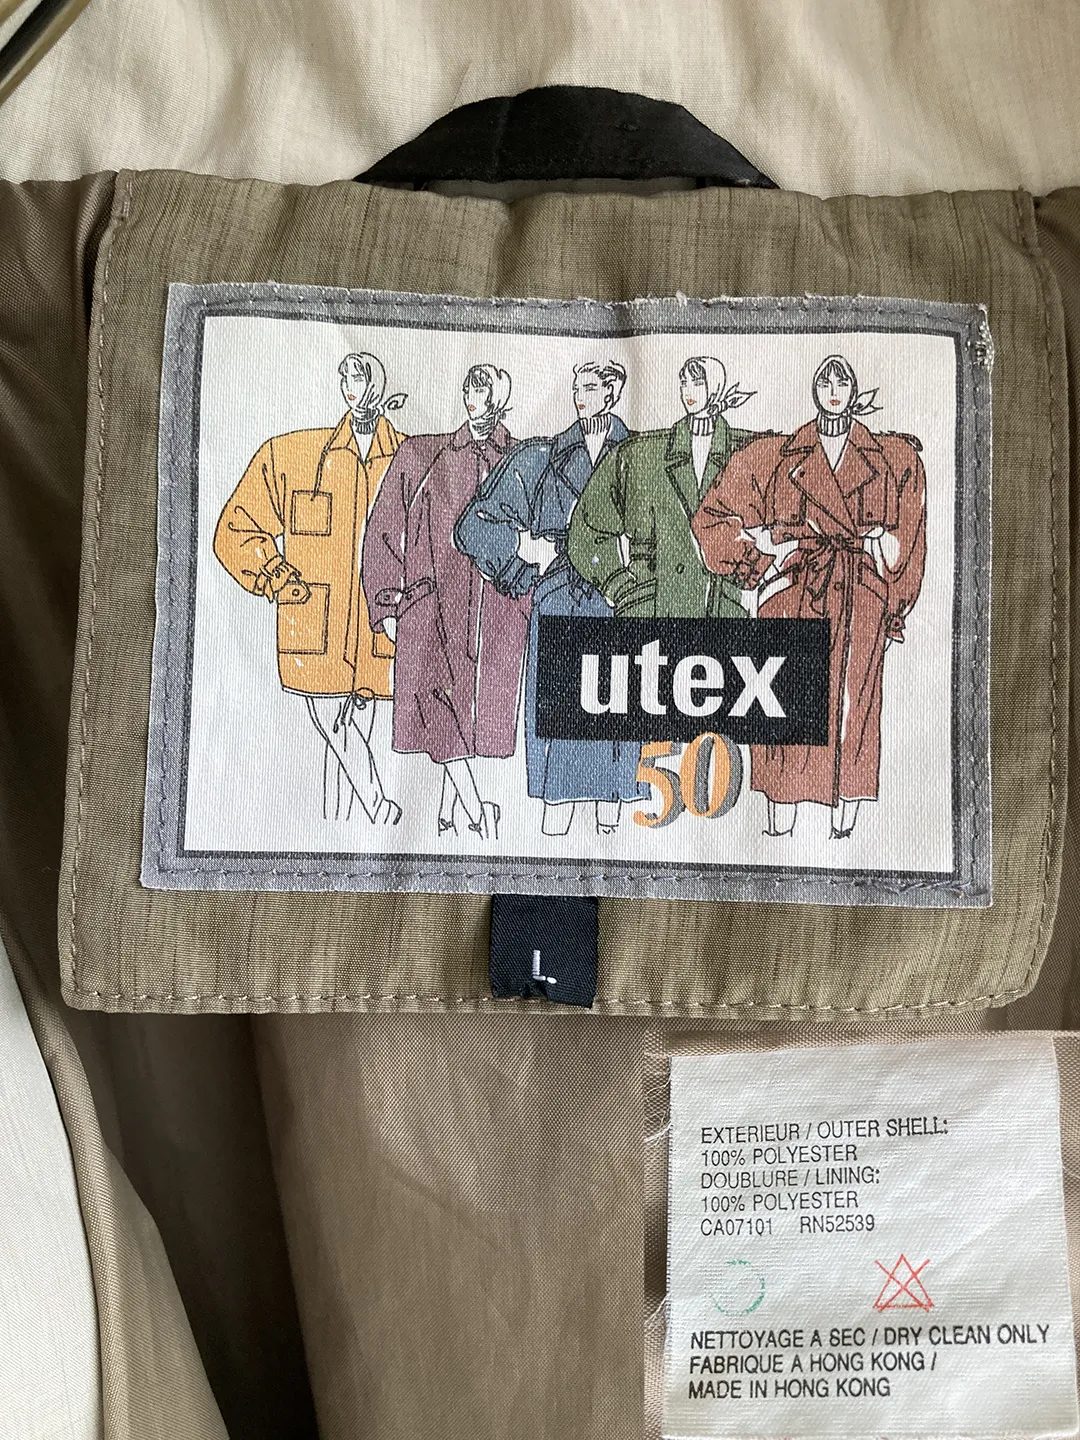 utex
50
L.
EXTERIEUR / OUTER SHELL:
100% POLYESTER
DOUBLURE / LINING:
100% POLYESTER
CA07101 RN52539
NETTOYAGE A SEC / DRY CLEAN ONLY
FABRIQUE A HONG KONG /
MADE IN HONG KONG